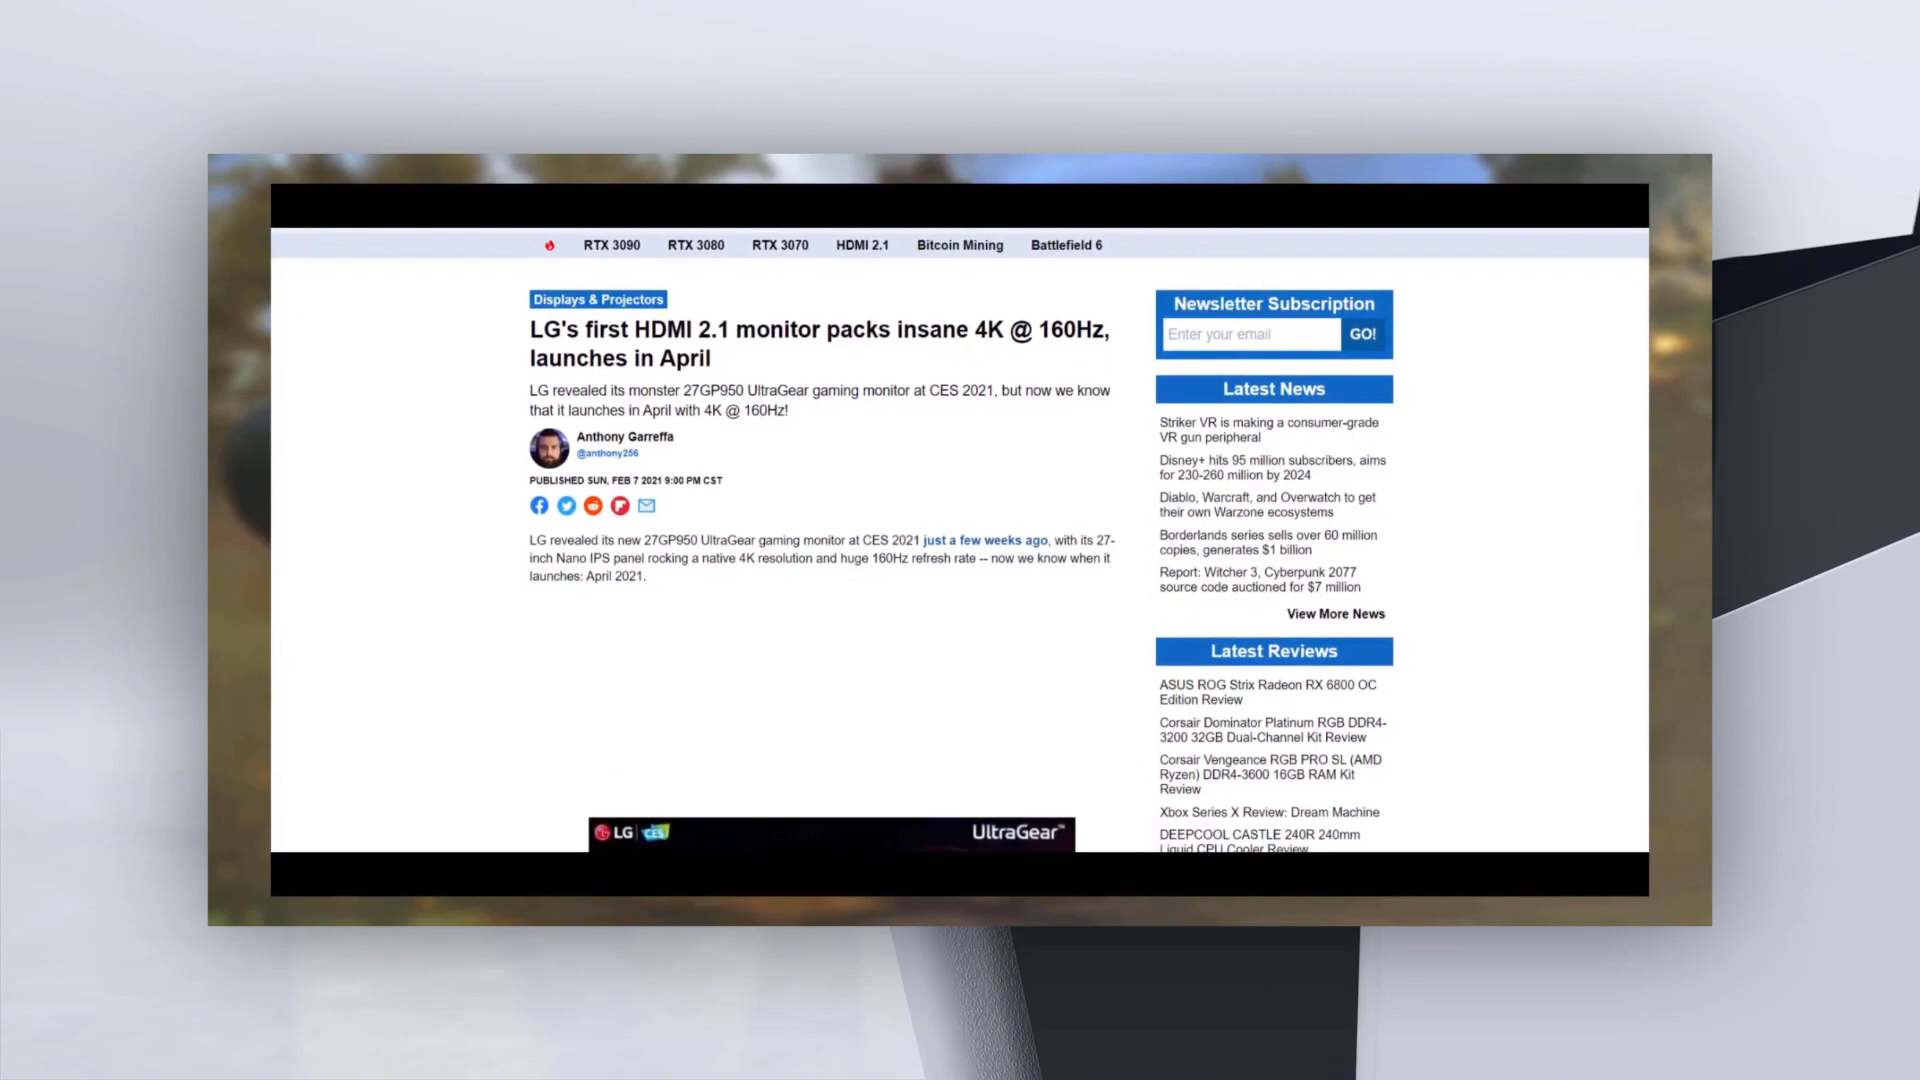 RTX 3090 RTX 3080 RTX 3070 HDMI 2.1 Bitcoin Mining Battlefield 6
Displays & Projectors
LG's first HDMI 2.1 monitor packs insane 4K @ 160Hz,
launches in April
LG revealed its monster 27GP950 UltraGear gaming monitor at CES 2021, but now we know
that it launches in April with 4K @ 160Hz!
Anthony Garreffa
@anthony256
PUBLISHED SUN, FEB 7 2021 9:00 PM CST
LG revealed its new 27GP950 UltraGear gaming monitor at CES 2021 just a few weeks ago, with its 27-
inch Nano IPS panel rocking a native 4K resolution and huge 160Hz refresh rate -- now we know when it
launches: April 2021.
LG CES UltraGear™
Newsletter Subscription
Enter your email GO!
Latest News
Striker VR is making a consumer-grade
VR gun peripheral
Disney+ hits 95 million subscribers, aims
for 230-260 million by 2024
Diablo, Warcraft, and Overwatch to get
their own Warzone ecosystems
Borderlands series sells over 60 million
copies, generates $1 billion
Report: Witcher 3, Cyberpunk 2077
source code auctioned for $7 million
View More News
Latest Reviews
ASUS ROG Strix Radeon RX 6800 OC
Edition Review
Corsair Dominator Platinum RGB DDR4-
3200 32GB Dual-Channel Kit Review
Corsair Vengeance RGB PRO SL (AMD
Ryzen) DDR4-3600 16GB RAM Kit
Review
Xbox Series X Review: Dream Machine
DEEPCOOL CASTLE 240R 240mm
Liquid CPU Cooler Review